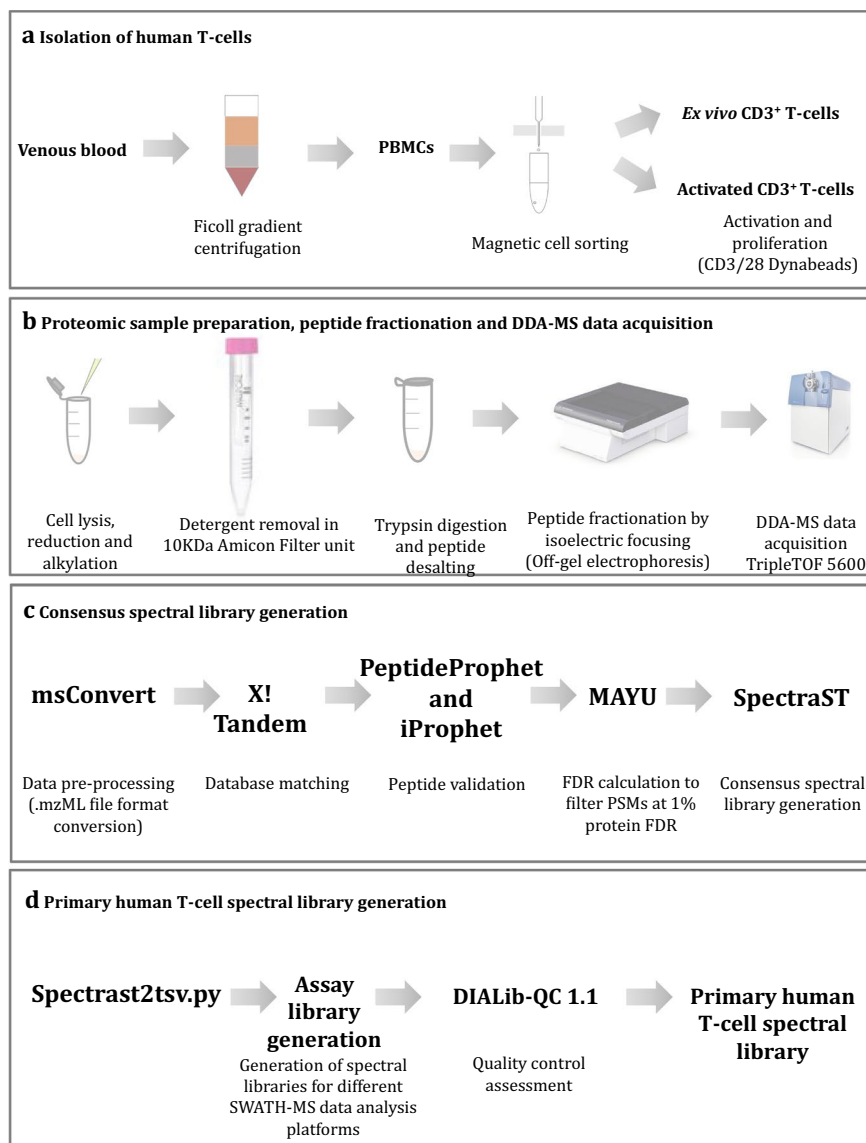 a Isolation of human T-cells
Venous blood
Ficoll gradient
centrifugation
PBMCs
Magnetic cell sorting
Ex vivo CD3⁺ T-cells
Activated CD3⁺ T-cells
Activation and
proliferation
(CD3/28 Dynabeads)
b Proteomic sample preparation, peptide fractionation and DDA-MS data acquisition
Cell lysis,
reduction and
alkylation
Detergent removal in
10KDa Amicon Filter unit
Trypsin digestion
and peptide
desalting
Peptide fractionation by
isoelectric focusing
(Off-gel electrophoresis)
DDA-MS data
acquisition
TripleTOF 5600
c Consensus spectral library generation
msConvert
Data pre-processing
(.mzML file format
conversion)
X!
Tandem
Database matching
PeptideProphet
and
iProphet
Peptide validation
MAYU
FDR calculation to
filter PSMs at 1%
protein FDR
SpectraST
Consensus spectral
library generation
d Primary human T-cell spectral library generation
Spectrast2tsv.py
Assay
library
generation
Generation of spectral
libraries for different
SWATH-MS data analysis
platforms
DIALib-QC 1.1
Quality control
assessment
Primary human
T-cell spectral
library